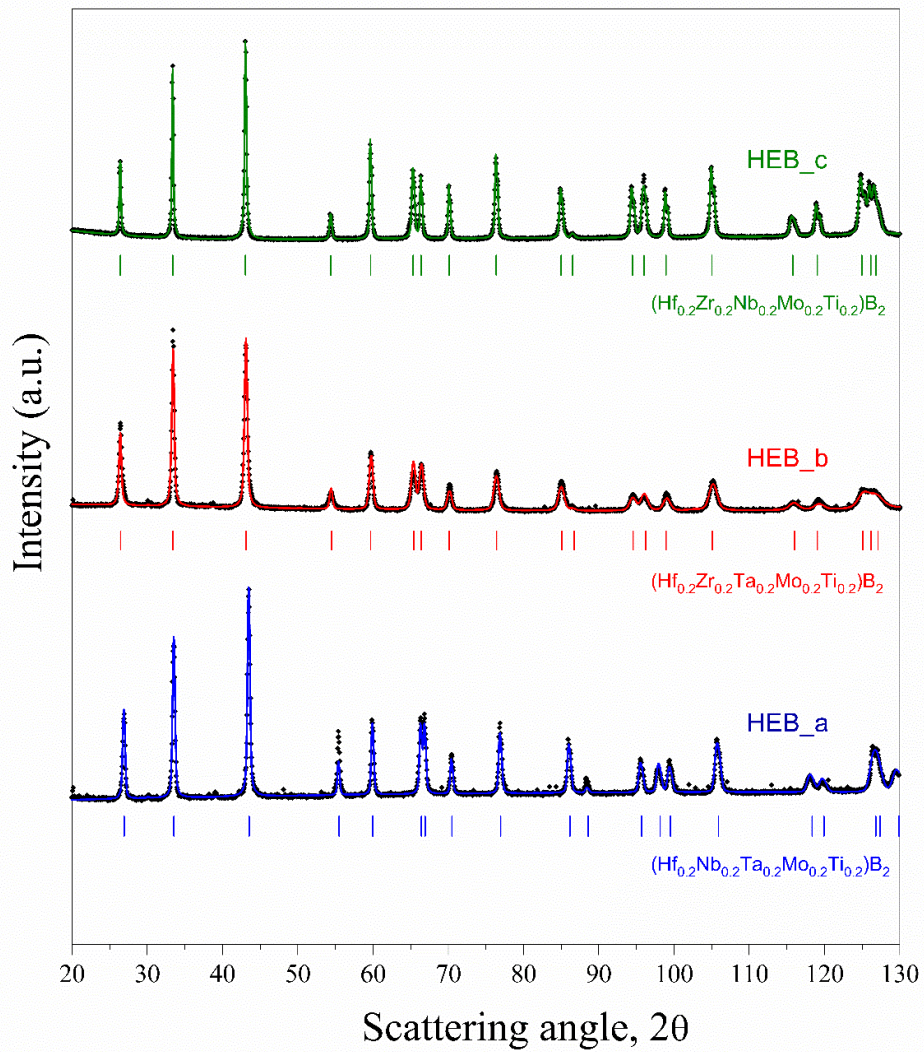 HEB_c
(Hf0.2Zr0.2Nb0.2Mo0.2Ti0.2)B2
HEB_b
(Hf0.2Zr0.2Ta0.2Mo0.2Ti0.2)B2
HEB_a
(Hf0.2Nb0.2Ta0.2Mo0.2Ti0.2)B2
Intensity (a.u.)
20 30 40 50 60 70 80 90 100 110 120 130
Scattering angle, 2θ